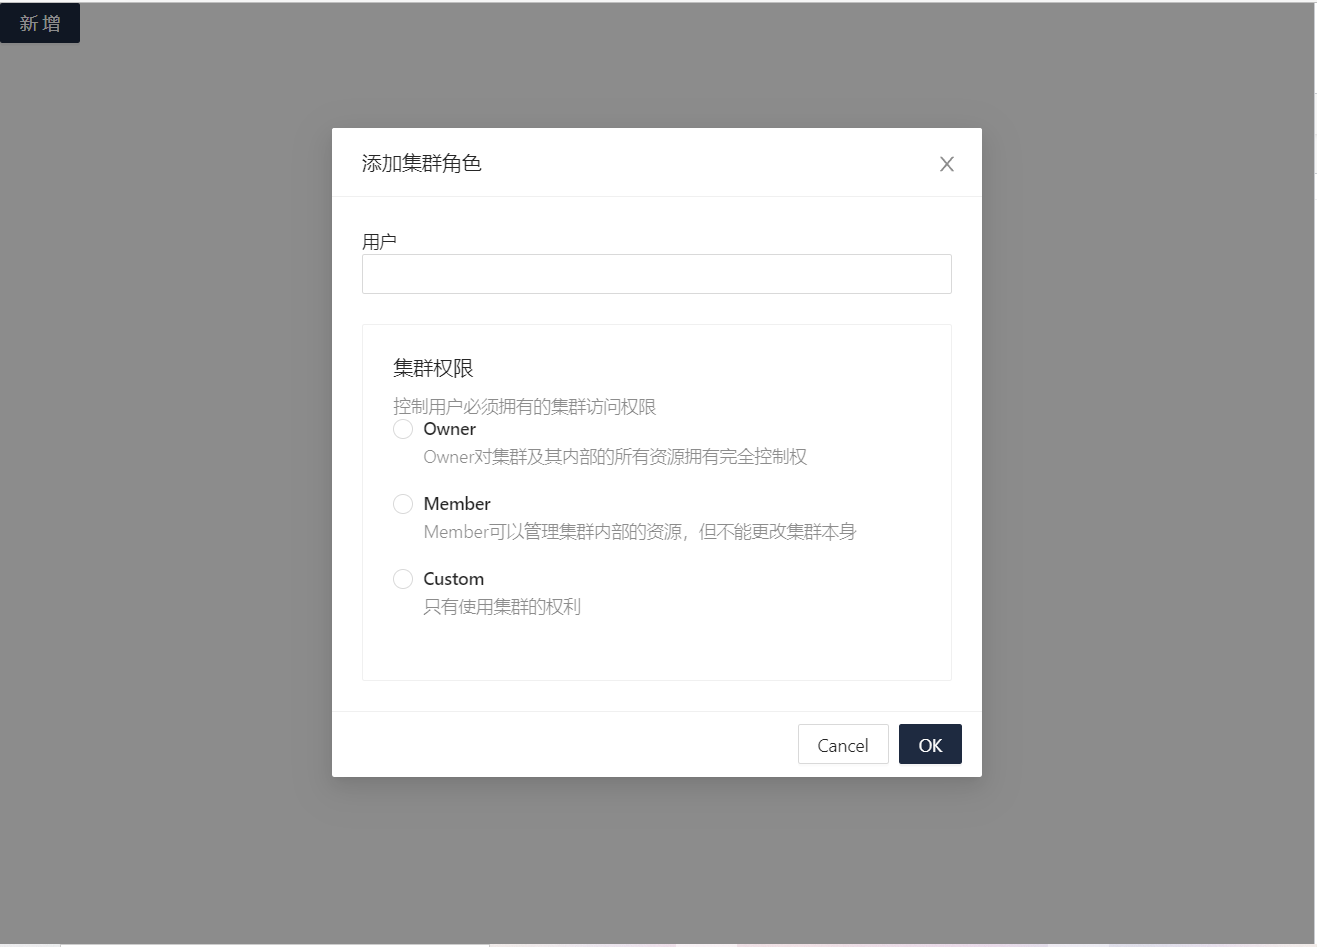 新 增
添加集群角色
用户
集群权限
控制用户必须拥有的集群访问权限
Owner
Owner对集群及其内部的所有资源拥有完全控制权
Member
Member可以管理集群内部的资源，但不能更改集群本身
Custom
只有使用集群的权利
Cancel
OK